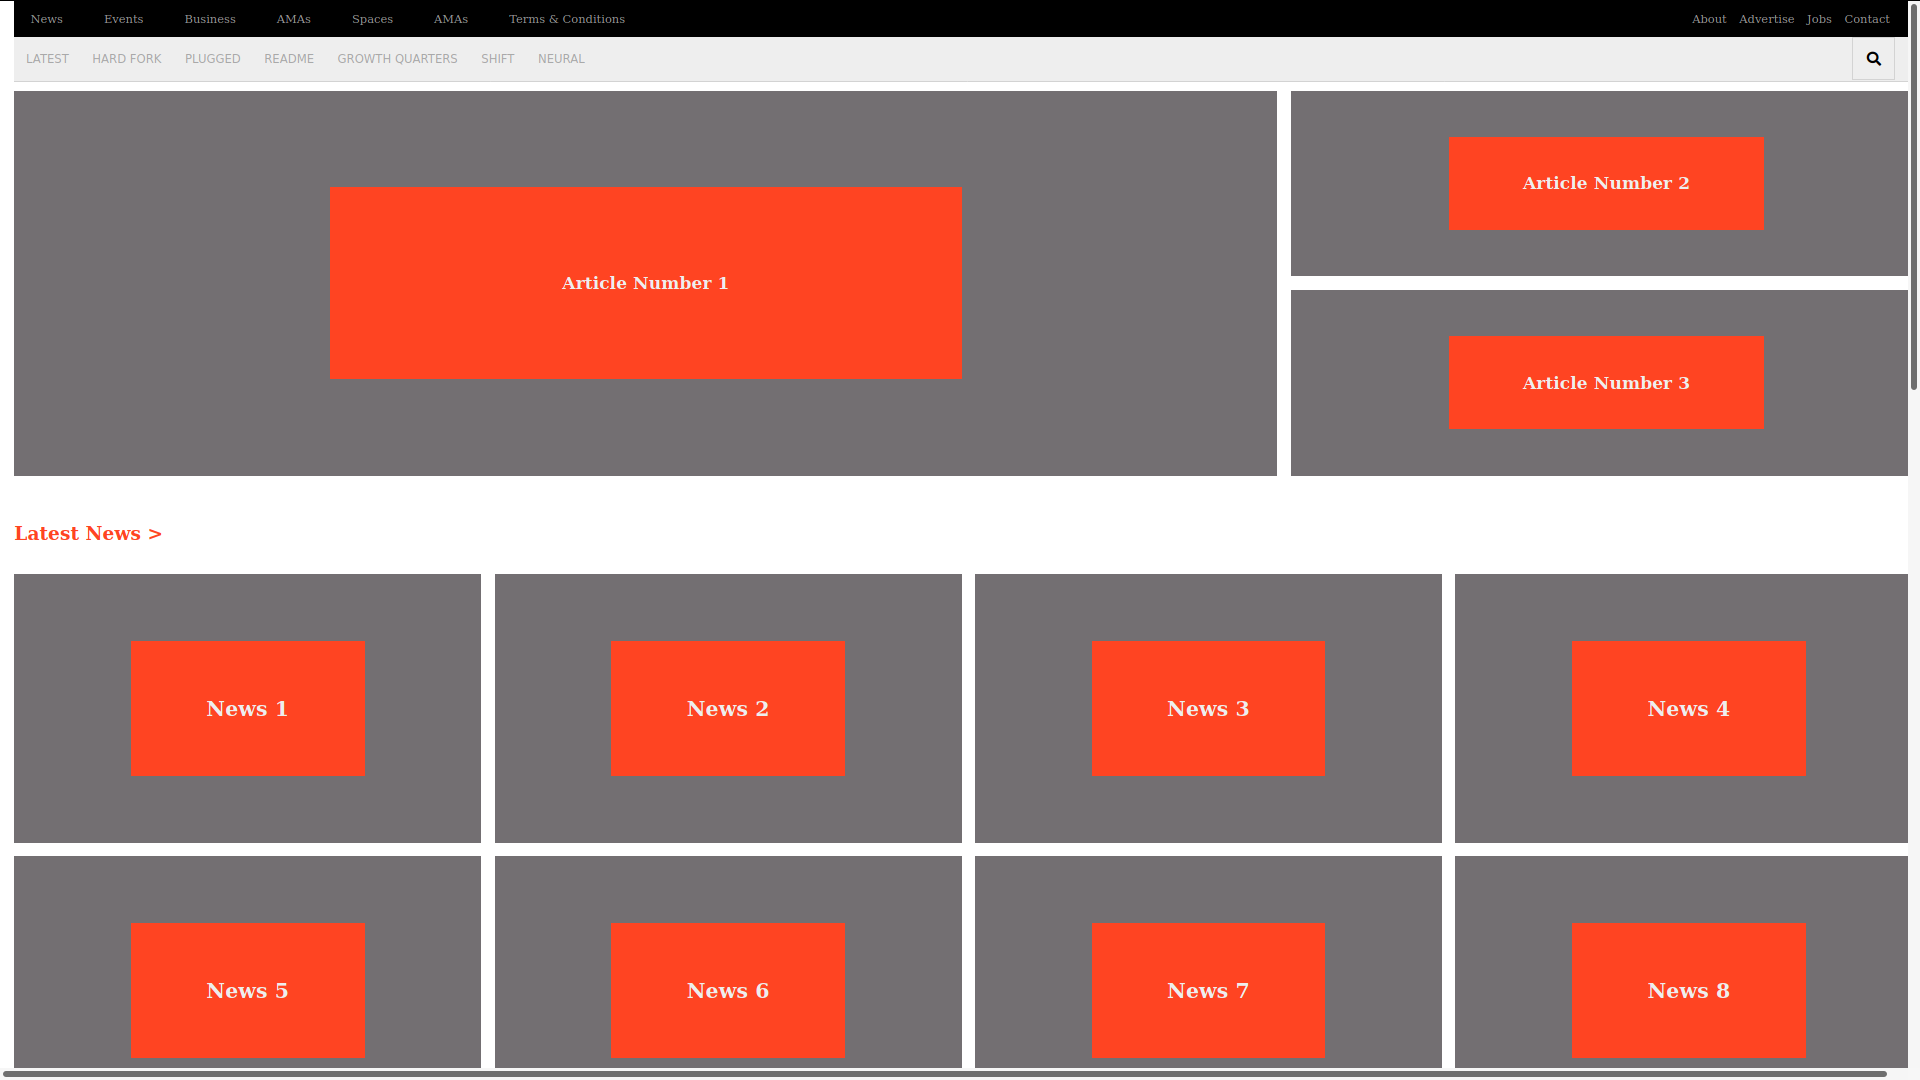 News Events Business AMAs Spaces AMAs Terms & Conditions About Advertise Jobs Contact
LATEST HARD FORK PLUGGED README GROWTH QUARTERS SHIFT NEURAL
Article Number 1
Article Number 2
Article Number 3
Latest News >
News 1 News 2 News 3 News 4
News 5 News 6 News 7 News 8